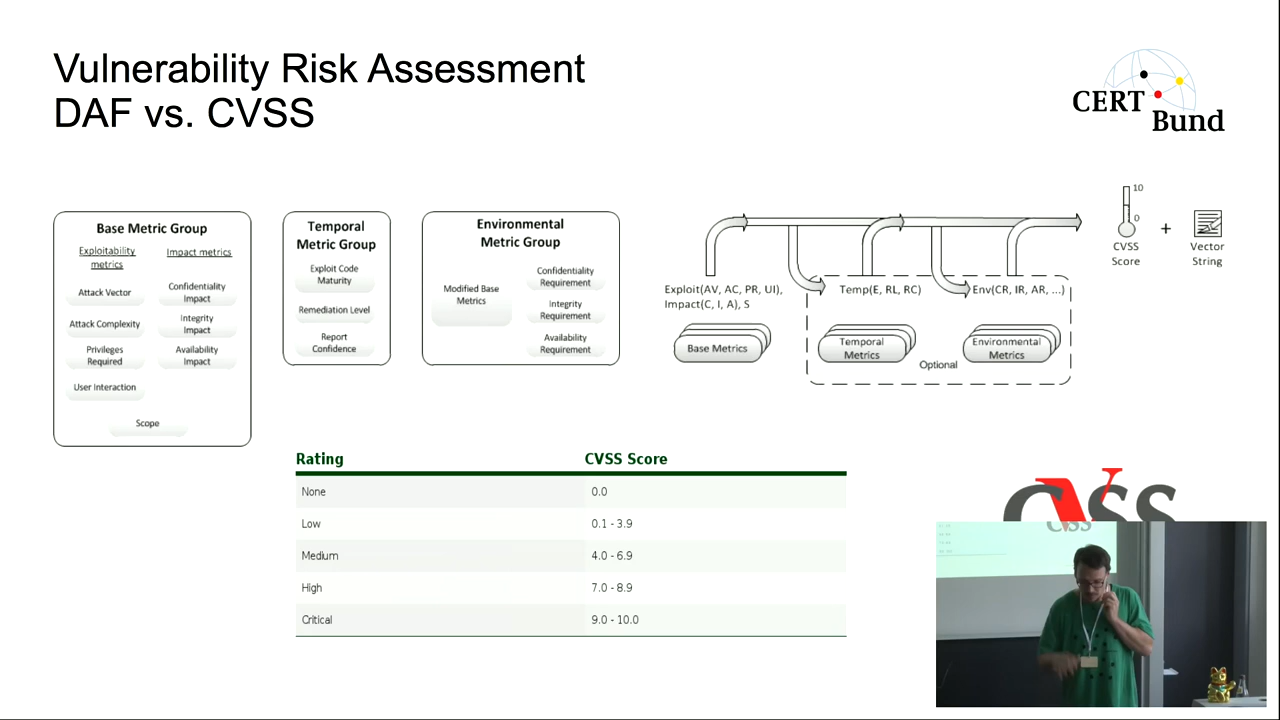 Vulnerability Risk Assessment
DAF vs. CVSS
CERT
Bund
Base Metric Group
Exploitability
metrics
Impact metrics
Attack Vector
Confidentiality
Impact
Attack Complexity
Integrity
Impact
Privileges
Required
Availability
Impact
User Interaction
Scope
Temporal
Metric Group
Exploit Code
Maturity
Remediation Level
Report
Confidence
Environmental
Metric Group
Modified Base
Metrics
Confidentiality
Requirement
Integrity
Requirement
Availability
Requirement
Exploit(AV, AC, PR, UI),
Impact(C, I, A), S
Base Metrics
Temp(E, RL, RC)
Temporal
Metrics
Env(CR, IR, AR, ...)
Environmental
Metrics
Optional
10
0
CVSS
Score
+
Vector
String
Rating CVSS Score
None 0.0
Low 0.1 - 3.9
Medium 4.0 - 6.9
High 7.0 - 8.9
Critical 9.0 - 10.0
CVSS
CVSS